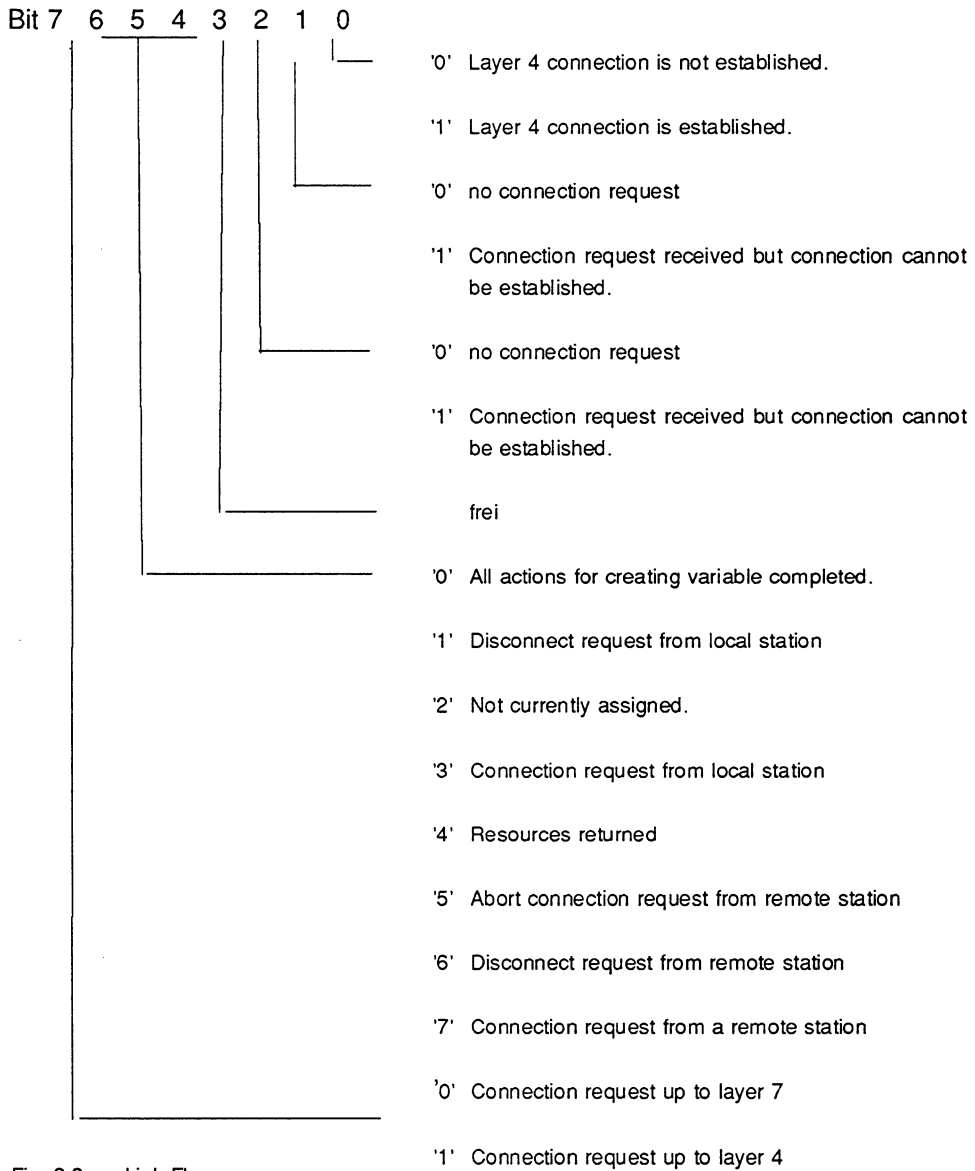 Bit 7 6 5 4 3 2 1 0
'0' Layer 4 connection is not established.
'1' Layer 4 connection is established.
'0' no connection request
'1' Connection request received but connection cannot
be established.
'0' no connection request
'1' Connection request received but connection cannot
be established.
frei
'0' All actions for creating variable completed.
'1' Disconnect request from local station
'2' Not currently assigned.
'3' Connection request from local station
'4' Resources returned
'5' Abort connection request from remote station
'6' Disconnect request from remote station
'7' Connection request from a remote station
'0' Connection request up to layer 7
'1' Connection request up to layer 4